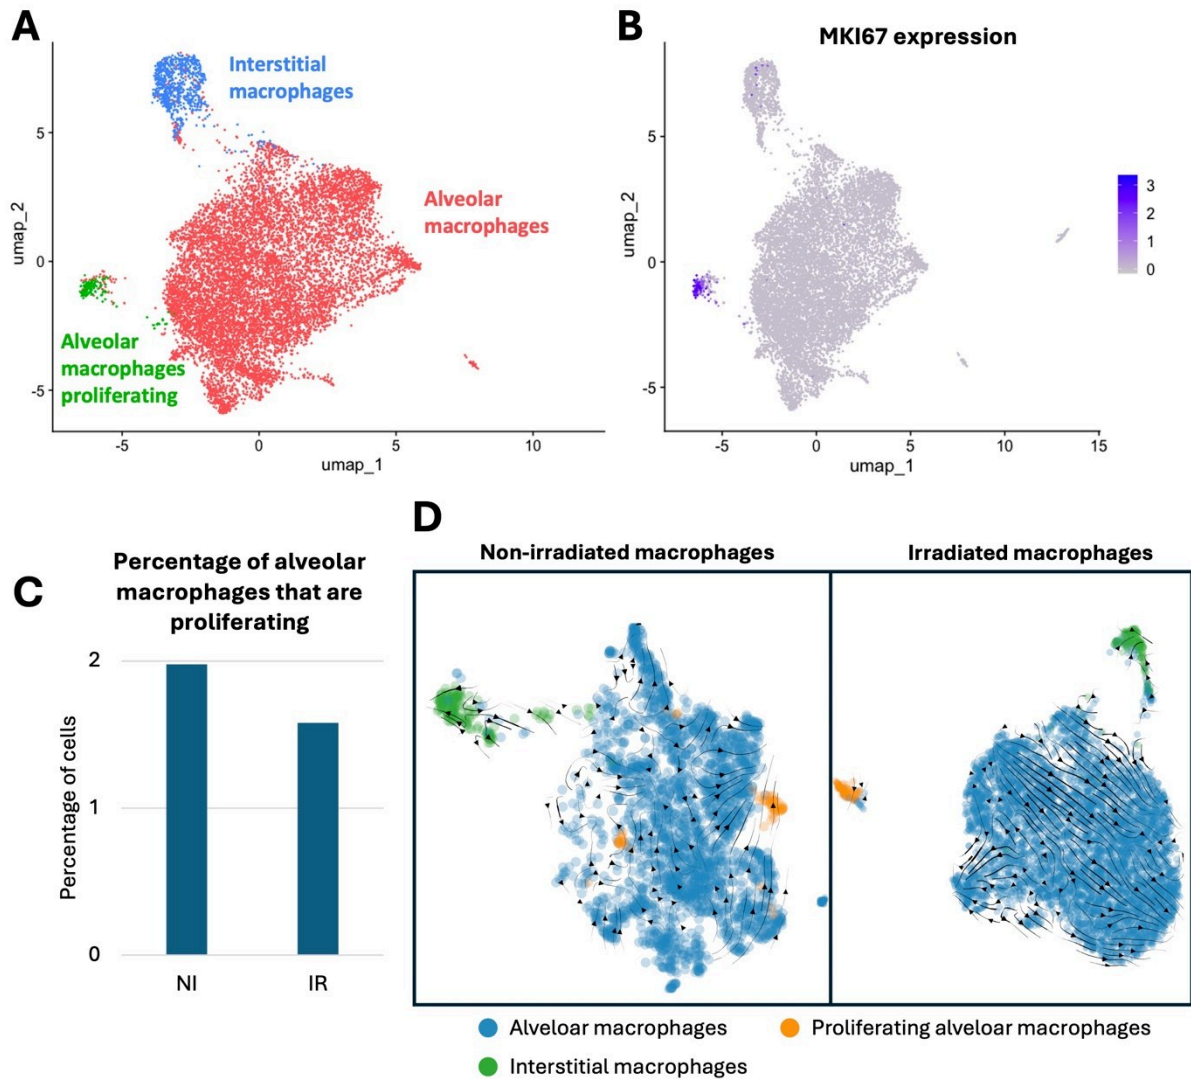 A
Interstitial
macrophages
Alveolar
macrophages
Alveolar
macrophages
proliferating
5
0
-5
umap_2
-5
0
5
10
umap_1
B
MKI67 expression
5
0
-5
umap_2
-5
0
5
10
15
umap_1
3
2
1
0
C
Percentage of alveolar
macrophages that are
proliferating
Percentage of cells
2
1
0
NI
IR
D
Non-irradiated macrophages
Irradiated macrophages
Alveloar macrophages
Proliferating alveloar macrophages
Interstitial macrophages